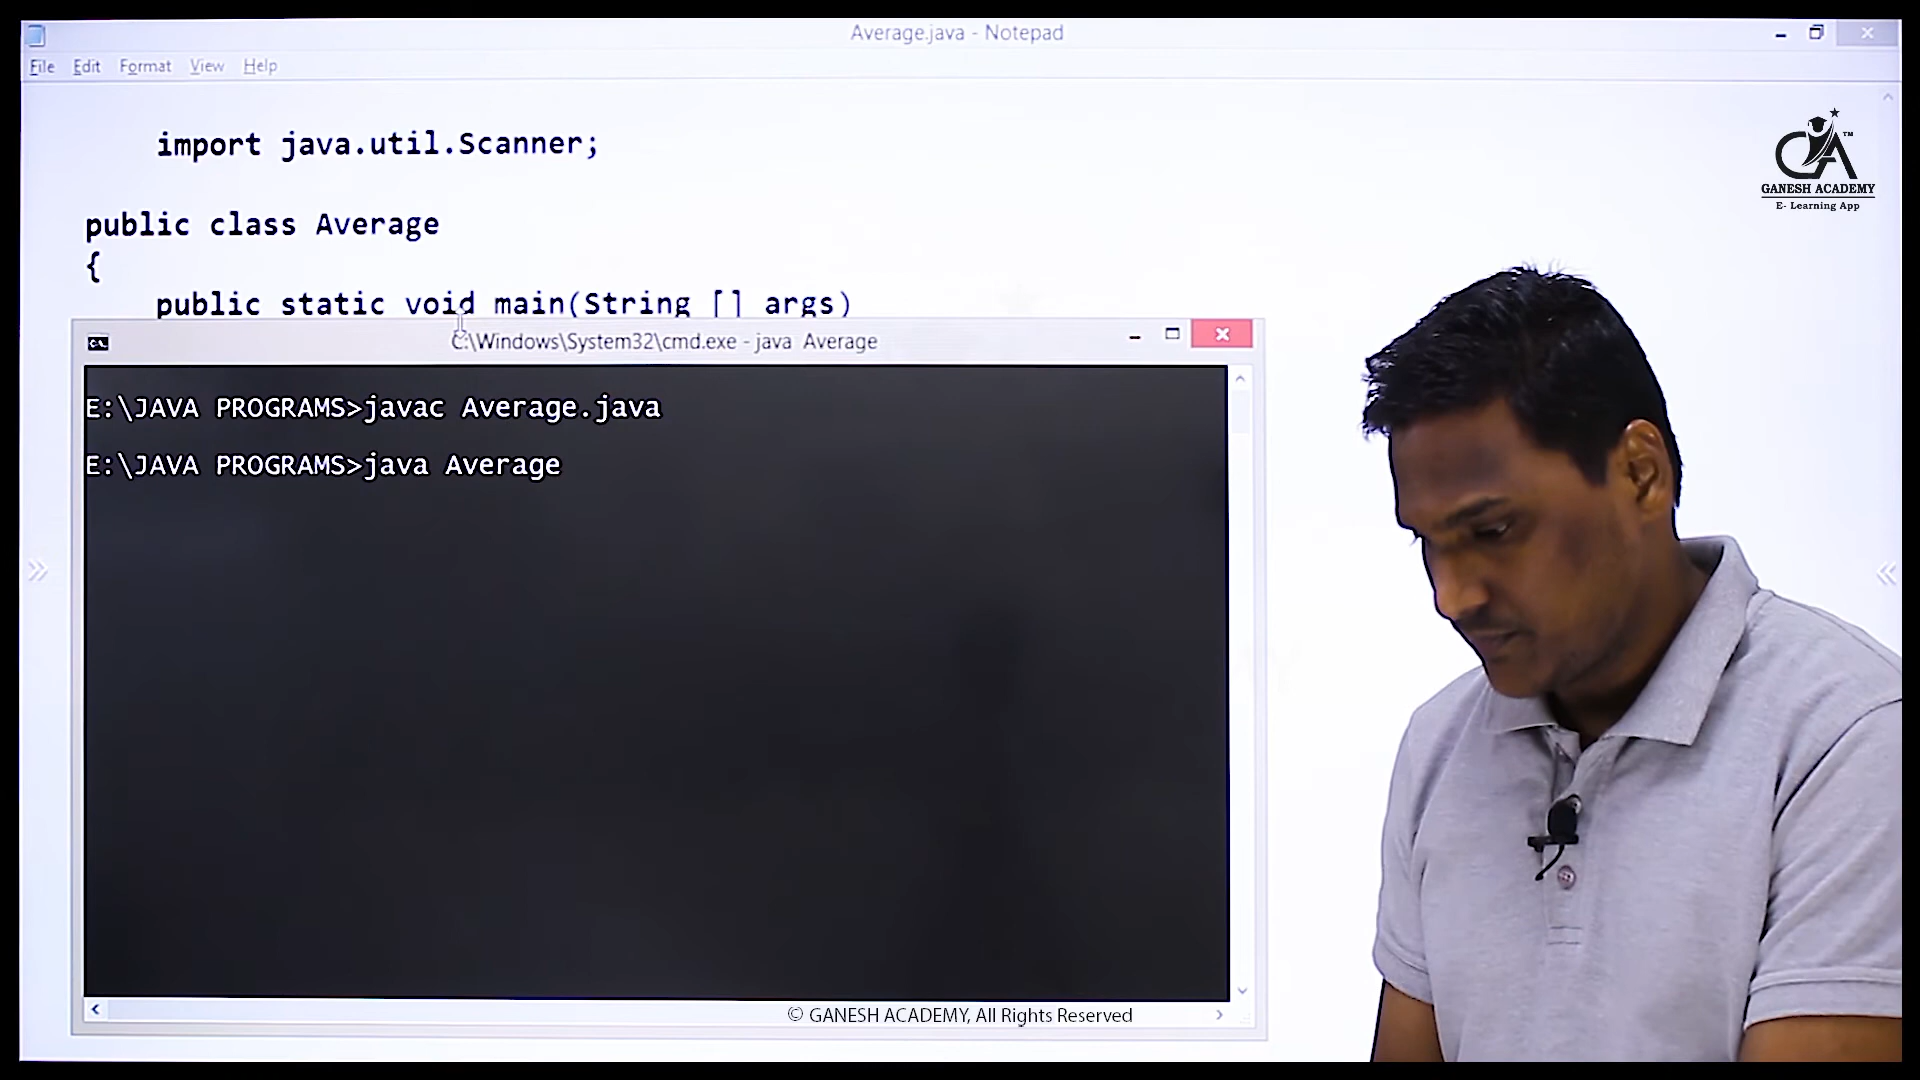 Average.java - Notepad
File Edit Format View Help
import java.util.Scanner;
public class Average
{
public static void main(String [] args)
GANESH ACADEMY
E- Learning App
TM
C:\Windows\System32\cmd.exe - java  Average
E:\JAVA PROGRAMS>javac Average.java
E:\JAVA PROGRAMS>java Average
© GANESH ACADEMY, All Rights Reserved